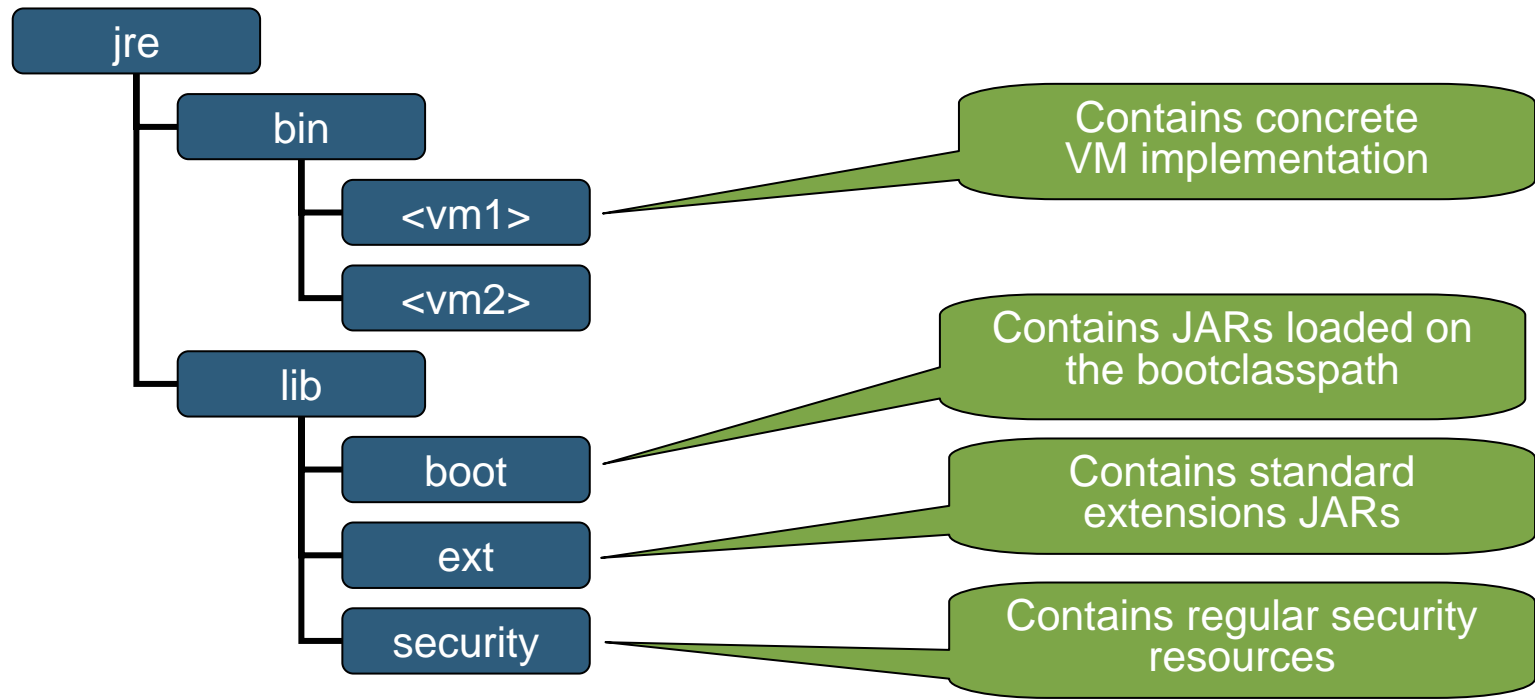 jre
bin
<vm1>
<vm2>
lib
boot
ext
security
Contains concrete
VM implementation
Contains JARs loaded on
the bootclasspath
Contains standard
extensions JARs
Contains regular security
resources